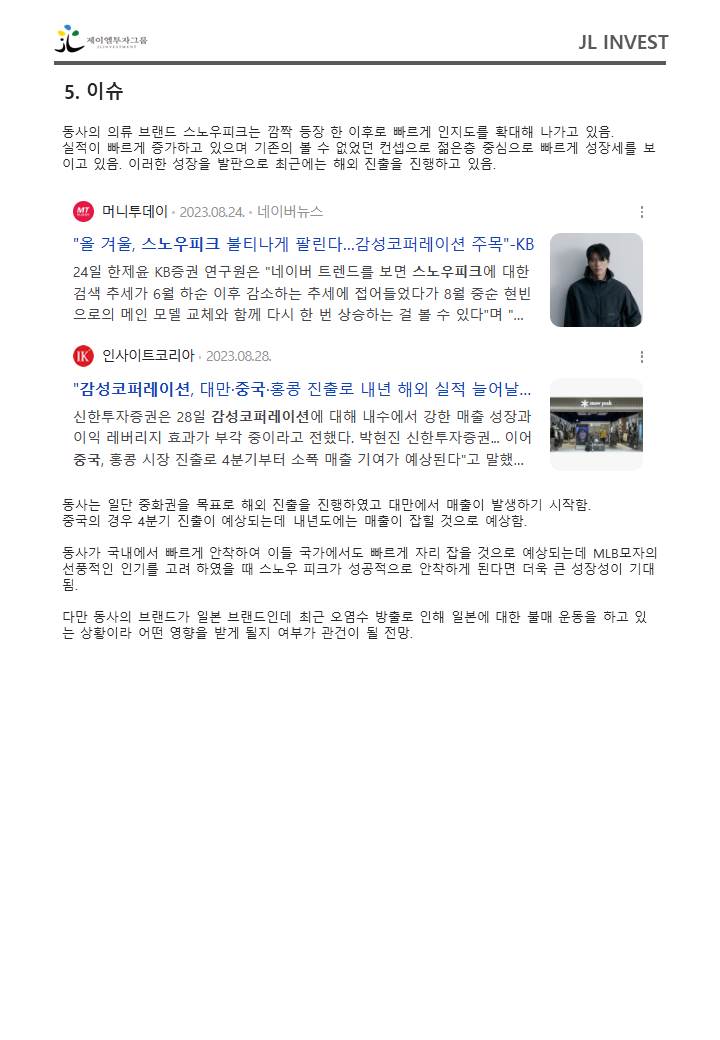 제이엘투자그룹
JLINVESTMENT
JL INVEST
5. 이슈
동사의 의류 브랜드 스노우피크는 깜짝 등장 한 이후로 빠르게 인지도를 확대해 나가고 있음.
실적이 빠르게 증가하고 있으며 기존의 볼 수 없었던 컨셉으로 젊은층 중심으로 빠르게 성장세를 보
이고 있음. 이러한 성장을 발판으로 최근에는 해외 진출을 진행하고 있음.
MT
머니투데이 · 2023.08.24. · 네이버뉴스
"올 겨울, 스노우피크 불티나게 팔린다...감성코퍼레이션 주목"-KB
24일 한제윤 KB증권 연구원은 "네이버 트렌드를 보면 스노우피크에 대한
검색 추세가 6월 하순 이후 감소하는 추세에 접어들었다가 8월 중순 현빈
으로의 메인 모델 교체와 함께 다시 한 번 상승하는 걸 볼 수 있다"며 "...
IK
인사이트코리아 · 2023.08.28.
"감성코퍼레이션, 대만·중국·홍콩 진출로 내년 해외 실적 늘어날...
신한투자증권은 28일 감성코퍼레이션에 대해 내수에서 강한 매출 성장과
이익 레버리지 효과가 부각 중이라고 전했다. 박현진 신한투자증권... 이어
중국, 홍콩 시장 진출로 4분기부터 소폭 매출 기여가 예상된다"고 말했...
snow peak
동사는 일단 중화권을 목표로 해외 진출을 진행하였고 대만에서 매출이 발생하기 시작함.
중국의 경우 4분기 진출이 예상되는데 내년도에는 매출이 잡힐 것으로 예상함.
동사가 국내에서 빠르게 안착하여 이들 국가에서도 빠르게 자리 잡을 것으로 예상되는데 MLB모자의
선풍적인 인기를 고려 하였을 때 스노우 피크가 성공적으로 안착하게 된다면 더욱 큰 성장성이 기대
됨.
다만 동사의 브랜드가 일본 브랜드인데 최근 오염수 방출로 인해 일본에 대한 불매 운동을 하고 있
는 상황이라 어떤 영향을 받게 될지 여부가 관건이 될 전망.